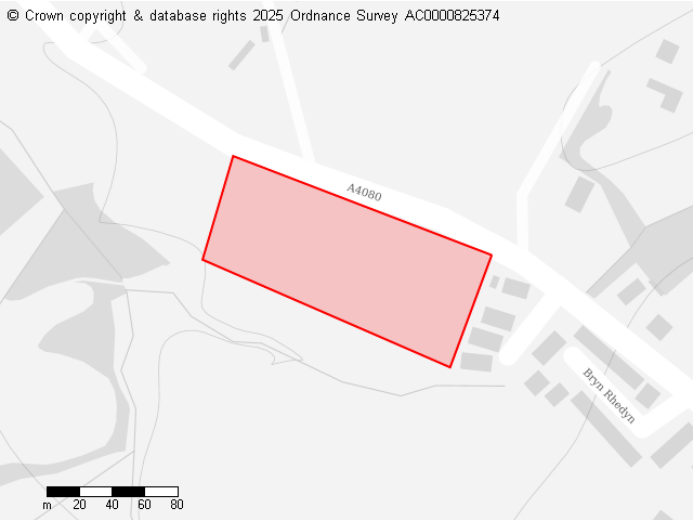 © Crown copyright & database rights 2025 Ordnance Survey AC0000825374
A4080
Bryn Rhedyn
m 20 40 60 80